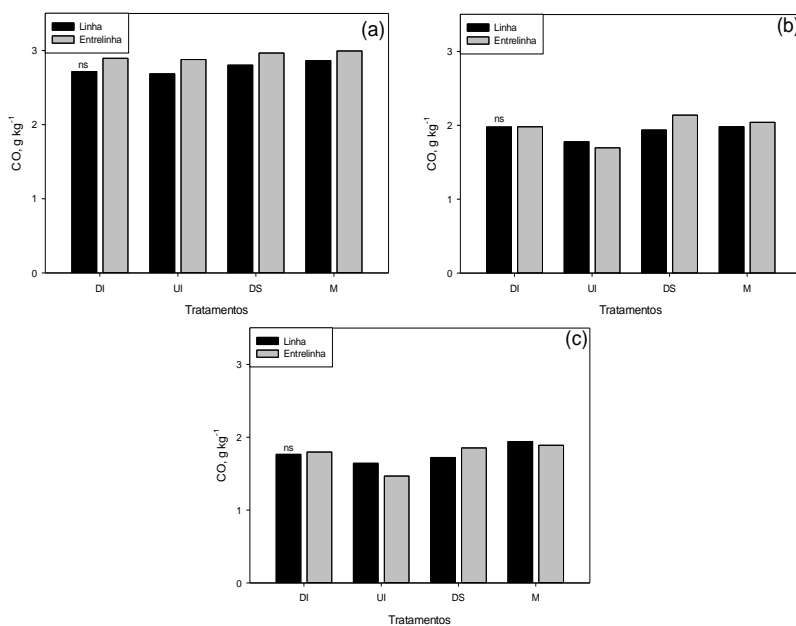 (a)
Linha
Entrelinha
3
2
1
0
CO, g kg⁻¹
ns
DI
UI
DS
M
Tratamentos
(b)
Linha
Entrelinha
3
2
1
0
CO, g kg⁻¹
ns
DI
UI
DS
M
Tratamentos
(c)
Linha
Entrelinha
3
2
1
0
CO, g kg⁻¹
ns
DI
UI
DS
M
Tratamentos